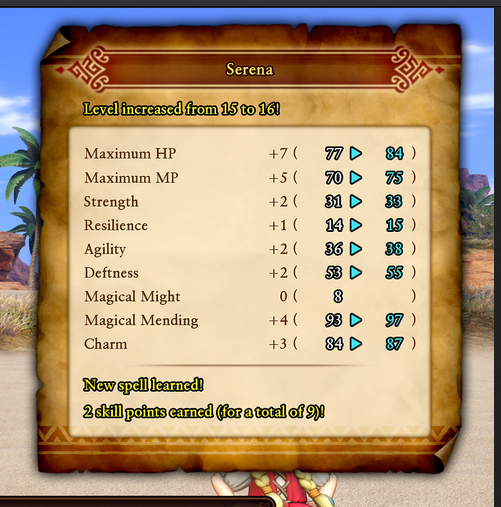 Serena
Level increased from 15 to 16!
Maximum HP +7 ( 77 ▶ 84 )
Maximum MP +5 ( 70 ▶ 75 )
Strength +2 ( 31 ▶ 33 )
Resilience +1 ( 14 ▶ 15 )
Agility +2 ( 36 ▶ 38 )
Deftness +2 ( 53 ▶ 55 )
Magical Might 0 ( 8 )
Magical Mending +4 ( 93 ▶ 97 )
Charm +3 ( 84 ▶ 87 )
New spell learned!
2 skill points earned (for a total of 9)!